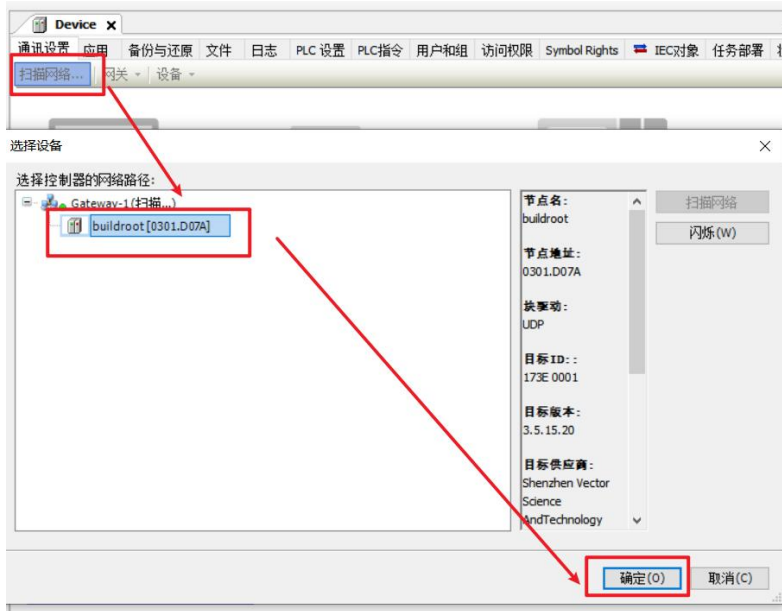 Device
通讯设置 应用 备份与还原 文件 日志 PLC 设置 PLC指令 用户和组 访问权限 Symbol Rights IEC对象 任务部署
扫描网络... 网关 设备
选择设备
选择控制器的网络路径:
Gateway-1(扫描...)
buildroot [0301.D07A]
节点名:
buildroot
节点地址:
0301.D07A
块驱动:
UDP
目标ID::
173E 0001
目标版本:
3.5.15.20
目标供应商:
Shenzhen Vector
Science
AndTechnology
扫描网络
闪烁(W)
确定(O) 取消(C)